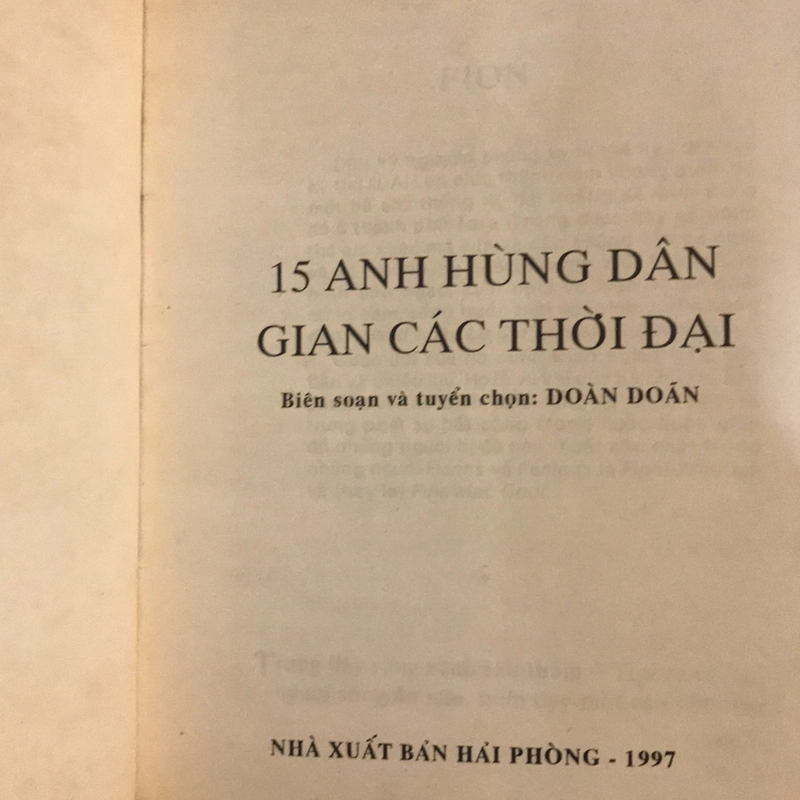 15 ANH HÙNG DÂN
GIAN CÁC THỜI ĐẠI
Biên soạn và tuyển chọn: DOÀN DOÃN
NHÀ XUẤT BẢN HẢI PHÒNG - 1997